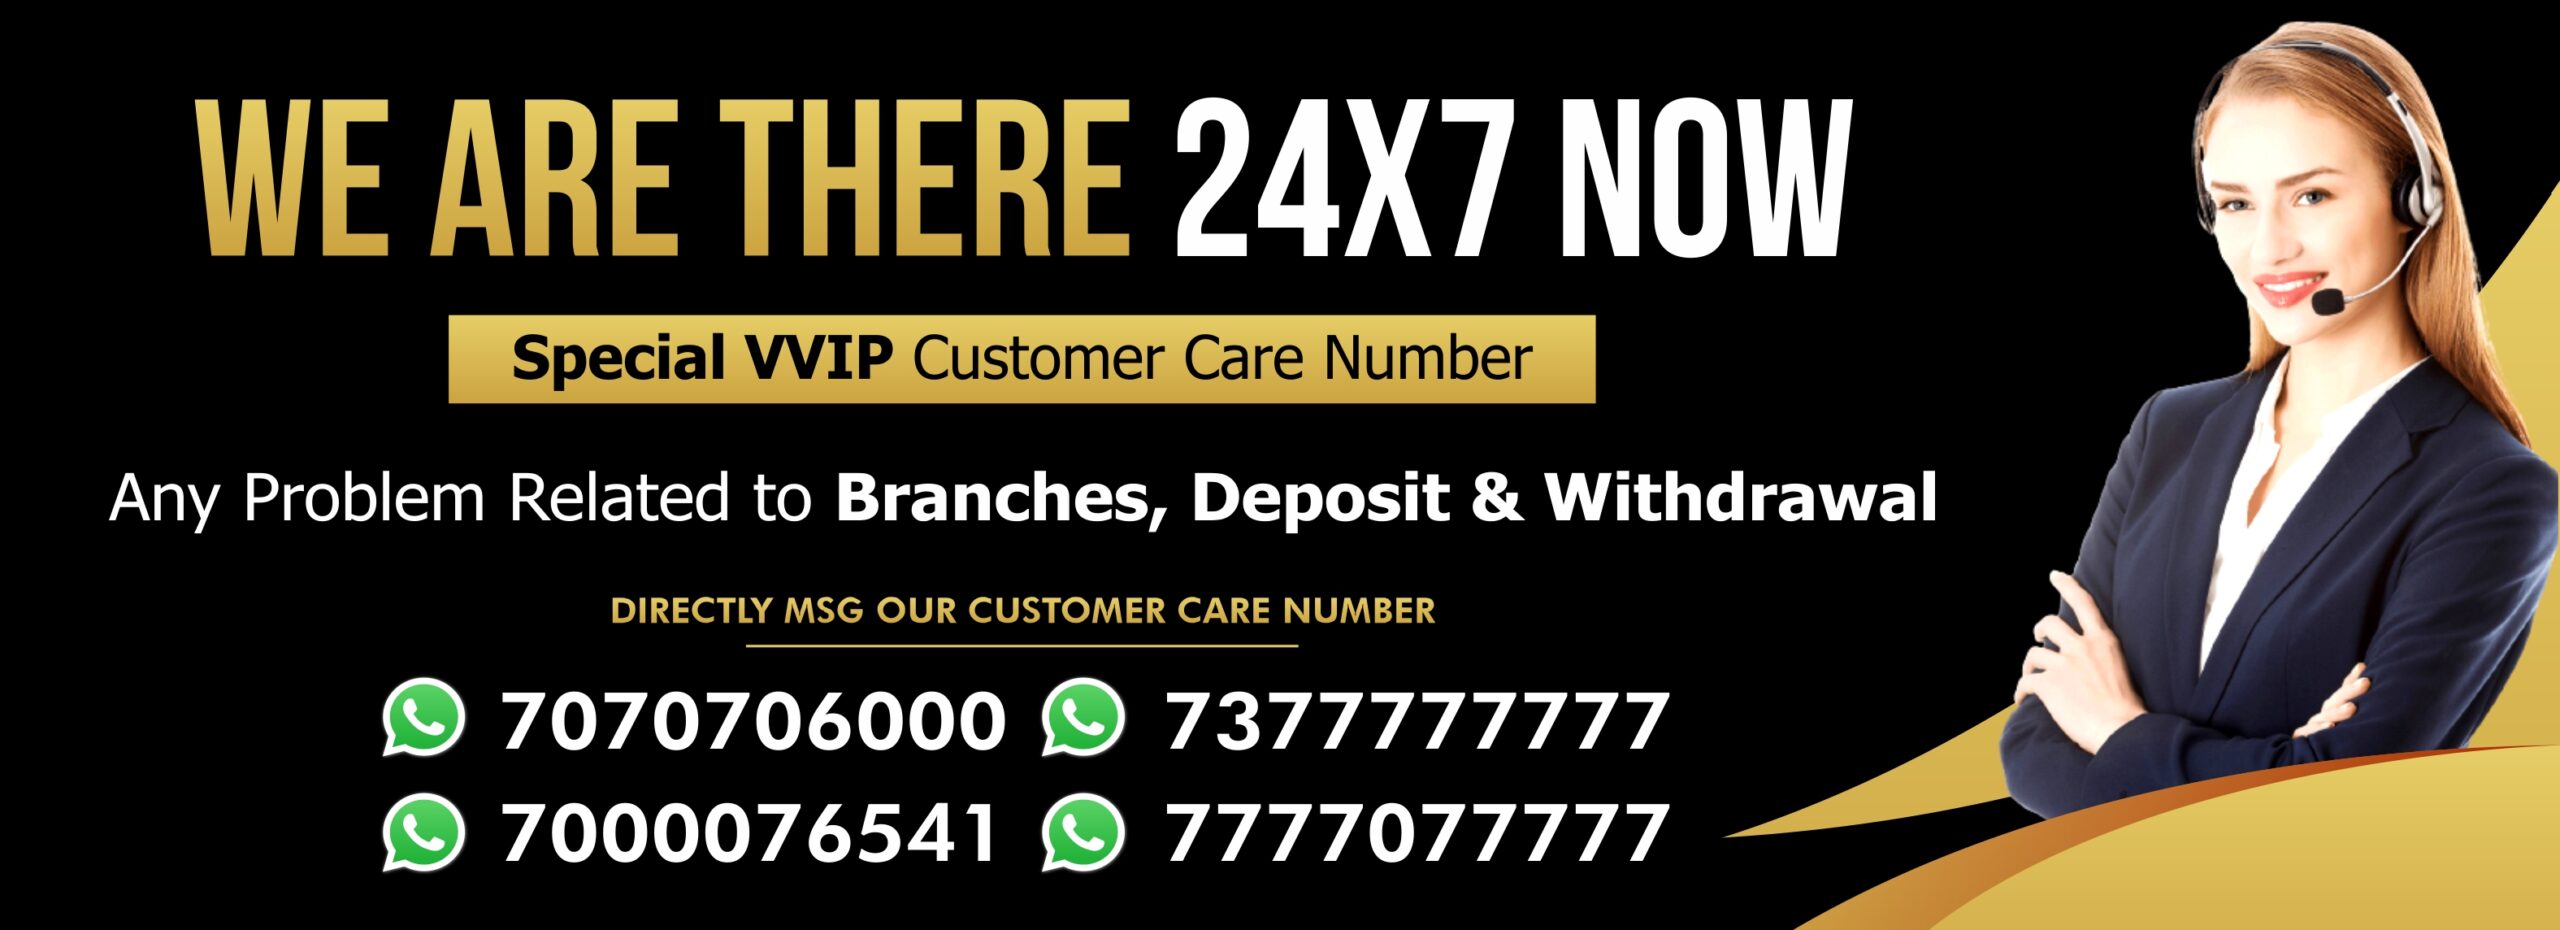 WE ARE THERE 24X7 NOW
Special VVIP Customer Care Number
Any Problem Related to Branches, Deposit & Withdrawal
DIRECTLY MSG OUR CUSTOMER CARE NUMBER
7070706000 7377777777
7000076541 7777077777